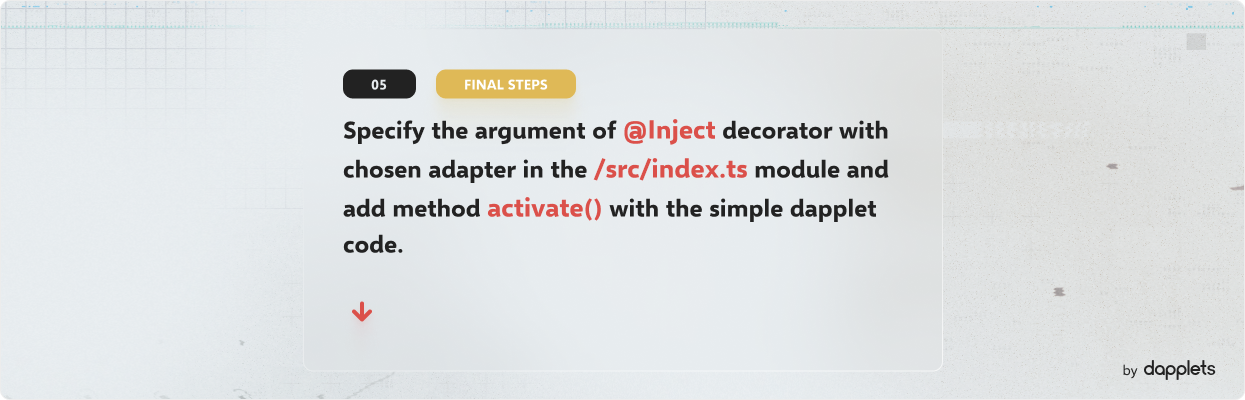 05 FINAL STEPS
Specify the argument of @Inject decorator with
chosen adapter in the /src/index.ts module and
add method activate() with the simple dapplet
code.
by dapplets